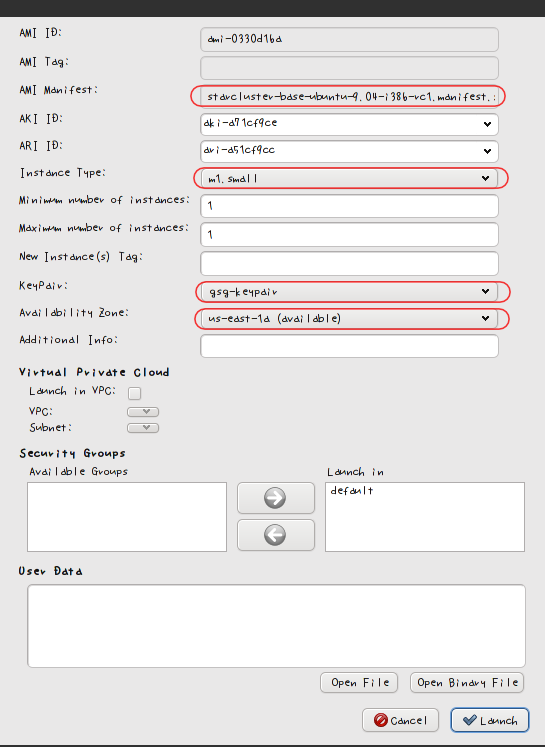 AMI ID: ami-0330d16a
AMI Tag:
AMI Manifest: starcluster-base-ubuntu-9.04-i386-rc1.manifest.:
AKI ID: aki-a71cf9ce
ARI ID: ari-a51cf9cc
Instance Type: m1.small
Minimum number of instances: 1
Maximum number of instances: 1
New Instance(s) Tag:
KeyPair: gsg-keypair
Availability Zone: us-east-1a (available)
Additional Info:
Virtual Private Cloud
Launch in VPC:
VPC:
Subnet:
Security Groups
Available Groups Launch in
default
User Data
Open File Open Binary File
Cancel Launch